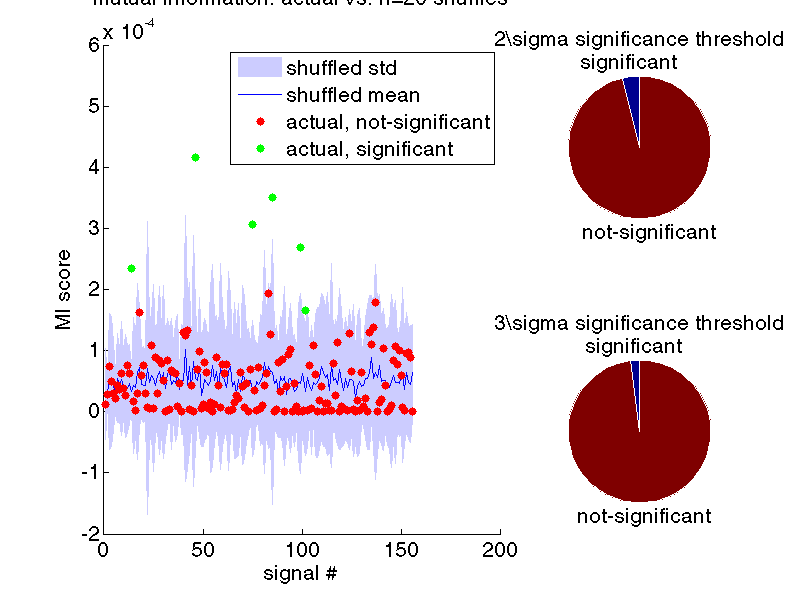 mutual information: actual vs. n=20 shuffles
x 10^-4
6
5
4
3
2
1
0
-1
-2
MI score
0 50 100 150 200
signal #
shuffled std
shuffled mean
actual, not-significant
actual, significant
2\sigma significance threshold
significant
not-significant
3\sigma significance threshold
significant
not-significant